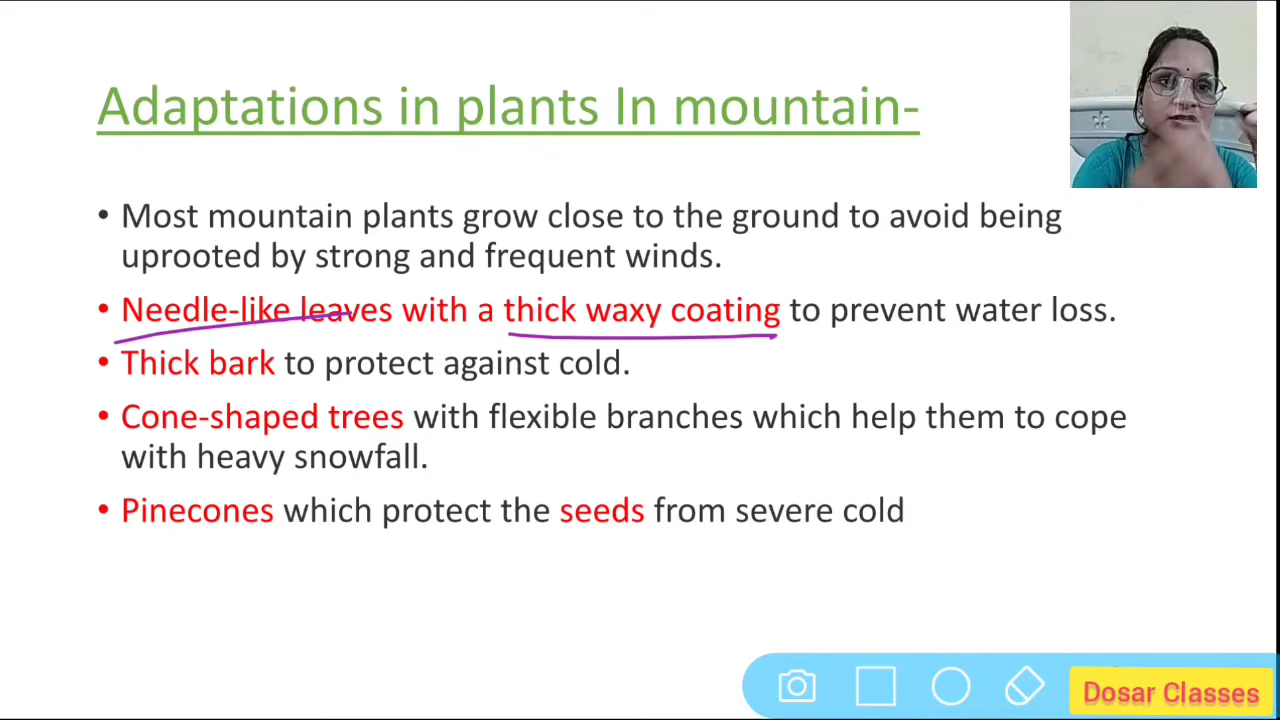 Adaptations in plants In mountain-
• Most mountain plants grow close to the ground to avoid being
uprooted by strong and frequent winds.
• Needle-like leaves with a thick waxy coating to prevent water loss.
• Thick bark to protect against cold.
• Cone-shaped trees with flexible branches which help them to cope
with heavy snowfall.
• Pinecones which protect the seeds from severe cold
Dosar Classes